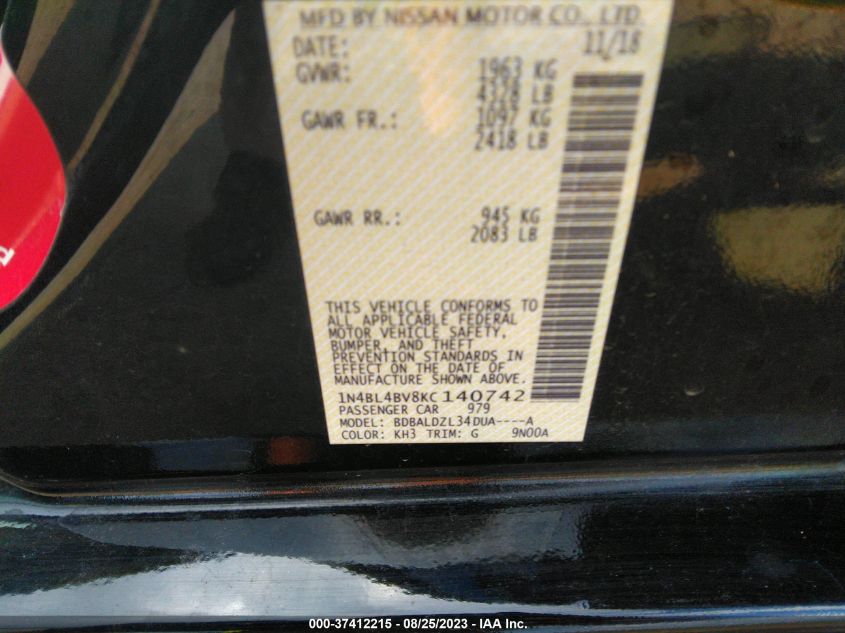 MFD BY NISSAN MOTOR CO., LTD
DATE: 11/18
GVWR: 1963 KG
4328 LB
GAWR FR.: 1097 KG
2418 LB
GAWR RR.: 945 KG
2083 LB
THIS VEHICLE CONFORMS TO
ALL APPLICABLE FEDERAL
MOTOR VEHICLE SAFETY,
BUMPER, AND THEFT
PREVENTION STANDARDS IN
EFFECT ON THE DATE OF
MANUFACTURE SHOWN ABOVE.
1N4BL4BV8KC140742
PASSENGER CAR 979
MODEL: BDBALDZL34DUA----A
COLOR: KH3 TRIM: G 9N00A
000-37412215 - 08/25/2023 - IAA Inc.